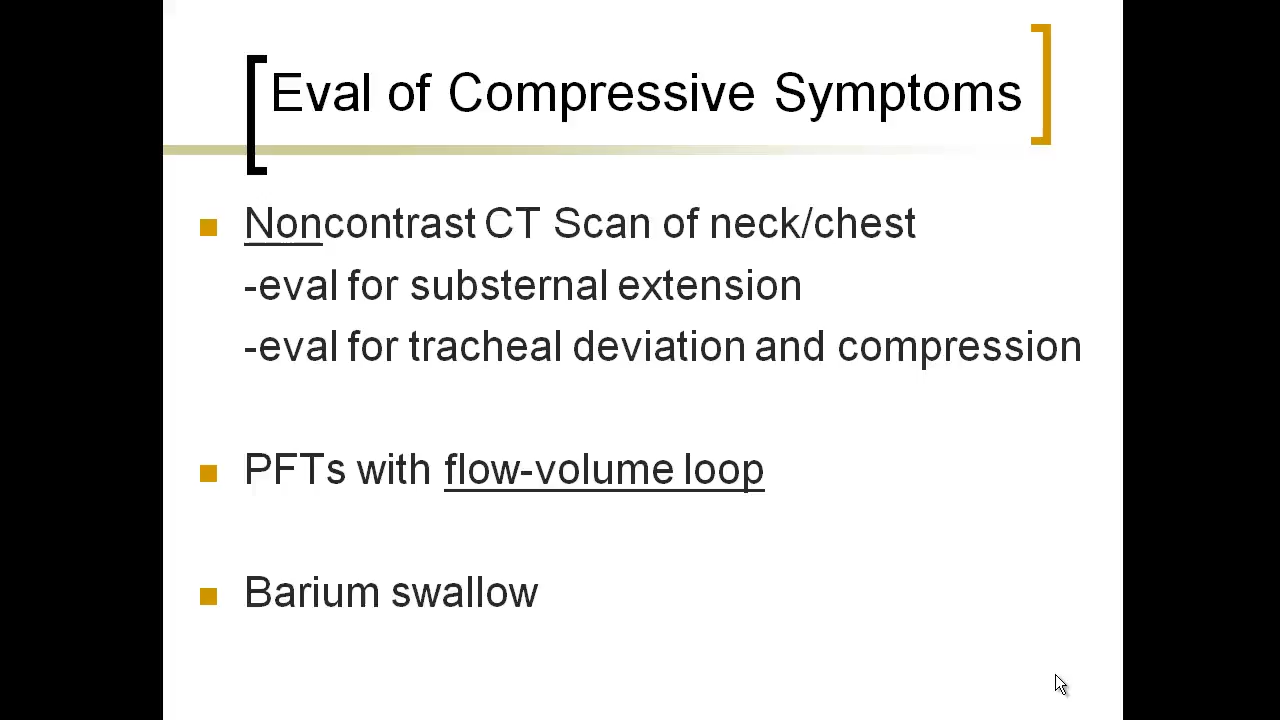 Eval of Compressive Symptoms
Noncontrast CT Scan of neck/chest
-eval for substernal extension
-eval for tracheal deviation and compression
PFTs with flow-volume loop
Barium swallow